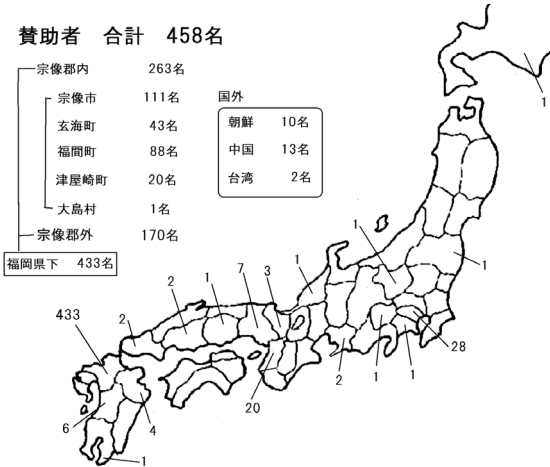 賛助者 合計 458名
宗像郡内 263名
宗像市 111名
玄海町 43名
福間町 88名
津屋崎町 20名
大島村 1名
宗像郡外 170名
福岡県下 433名
国外
朝鮮 10名
中国 13名
台湾 2名
1
1
1
1
7
3
1
2
2
433
28
2
1
1
20
6
4
1